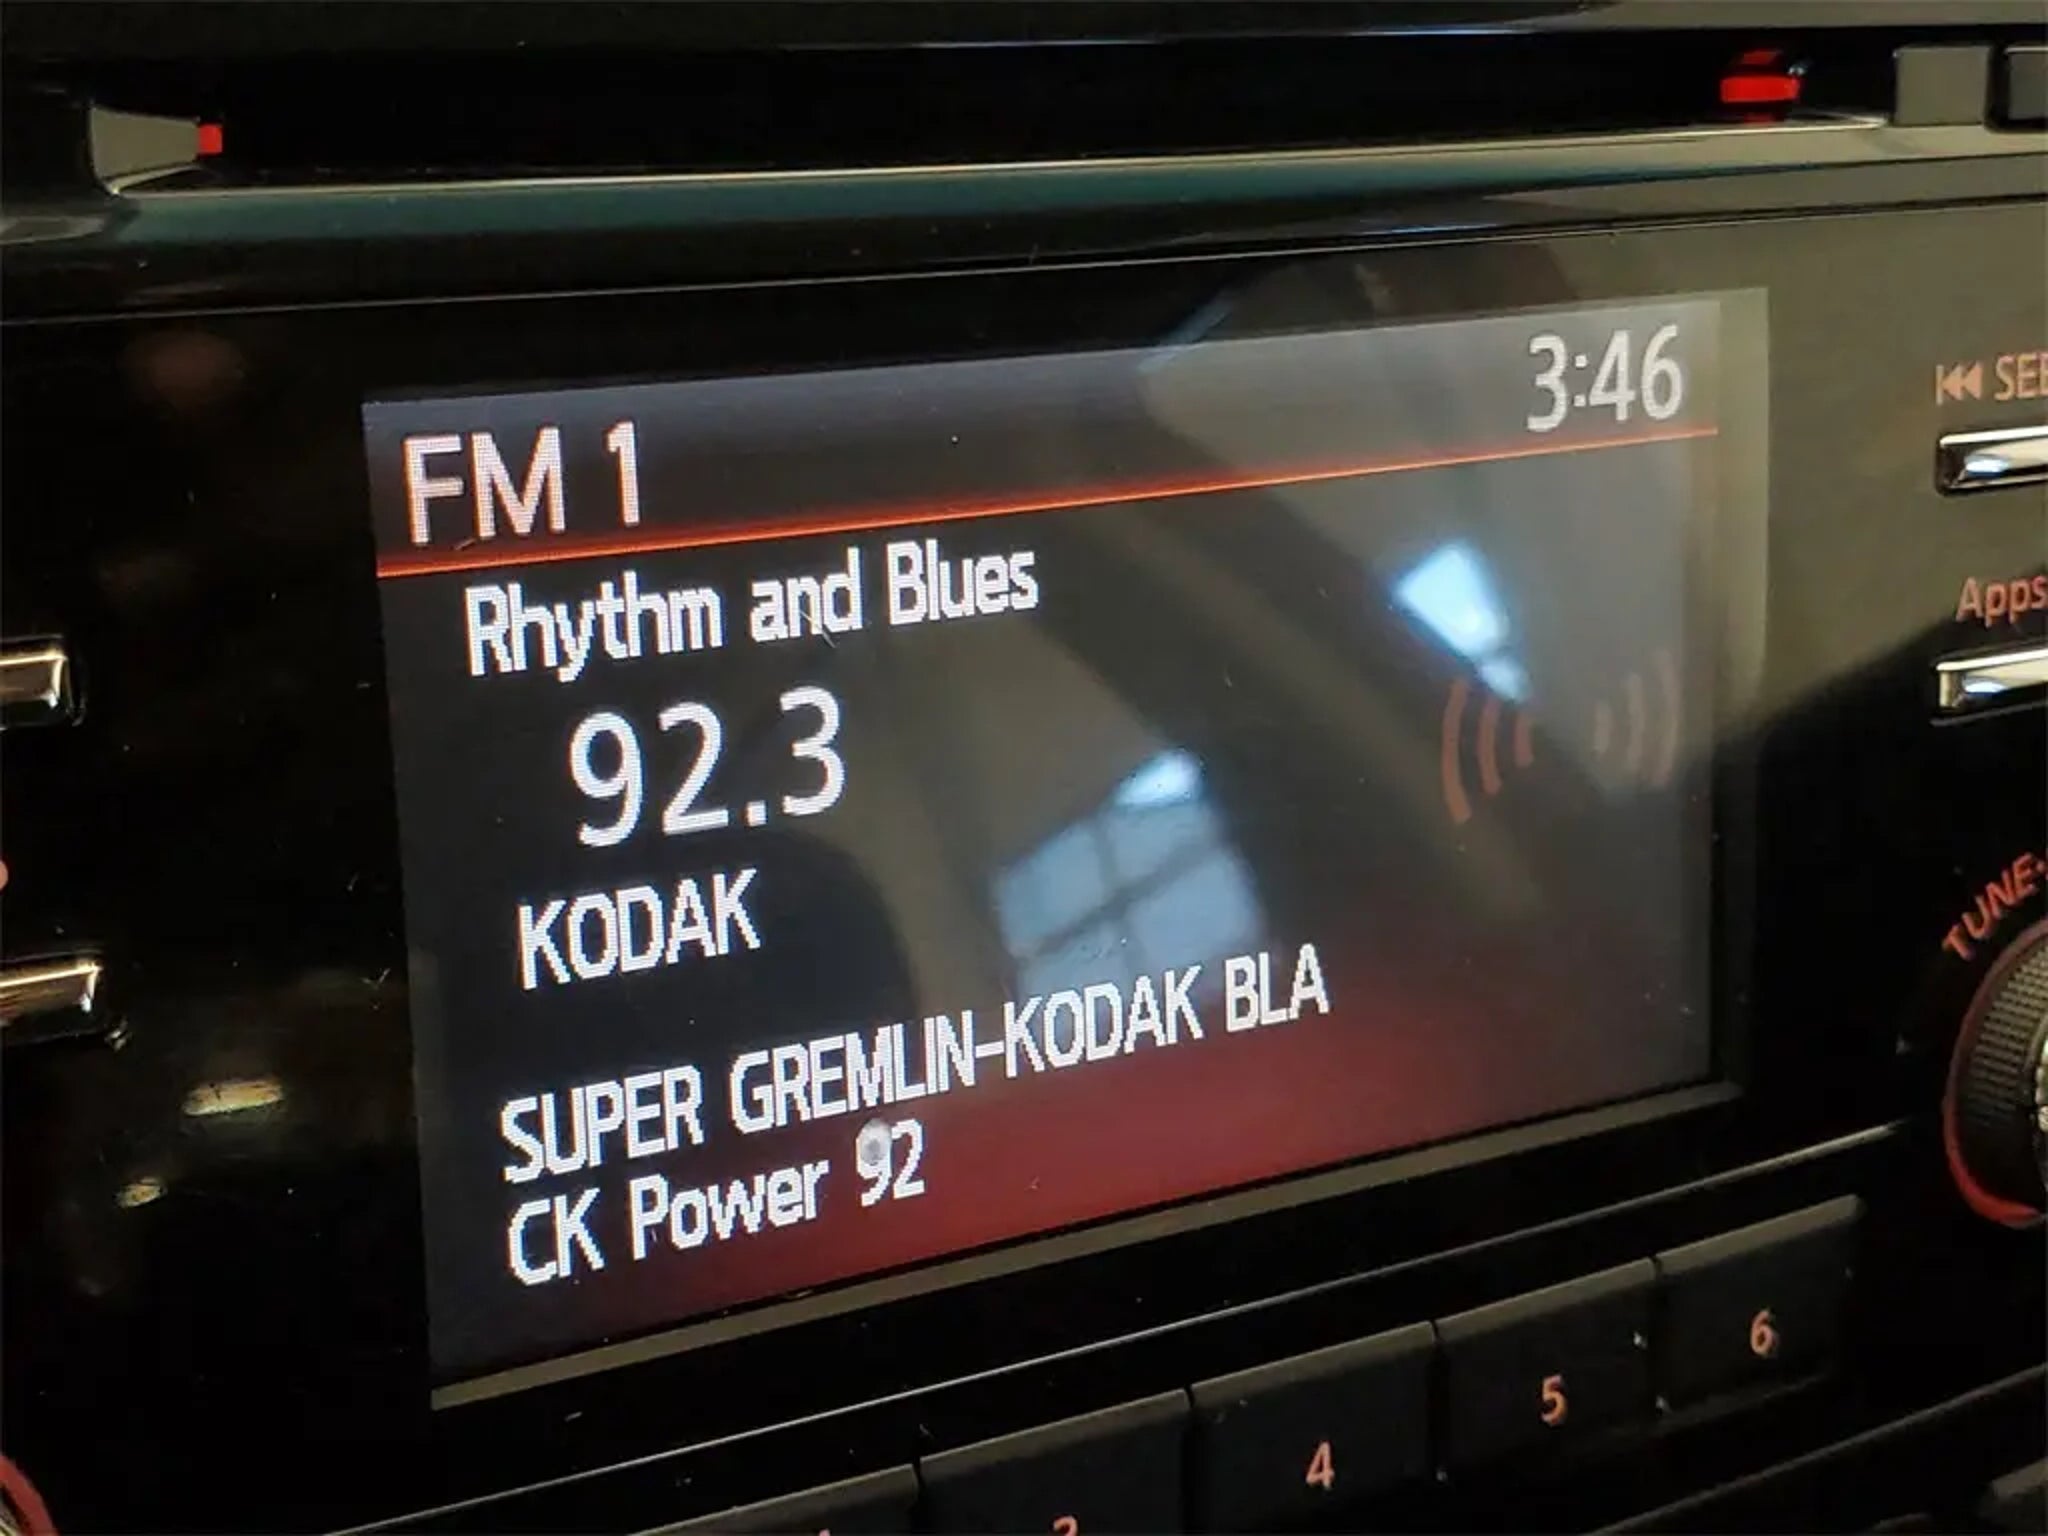 FM 1 3:46
SEE
Rhythm and Blues
Apps
92.3
KODAK
TUNE
SUPER GREMLIN-KODAK BLA
CK Power 92
6
5
4